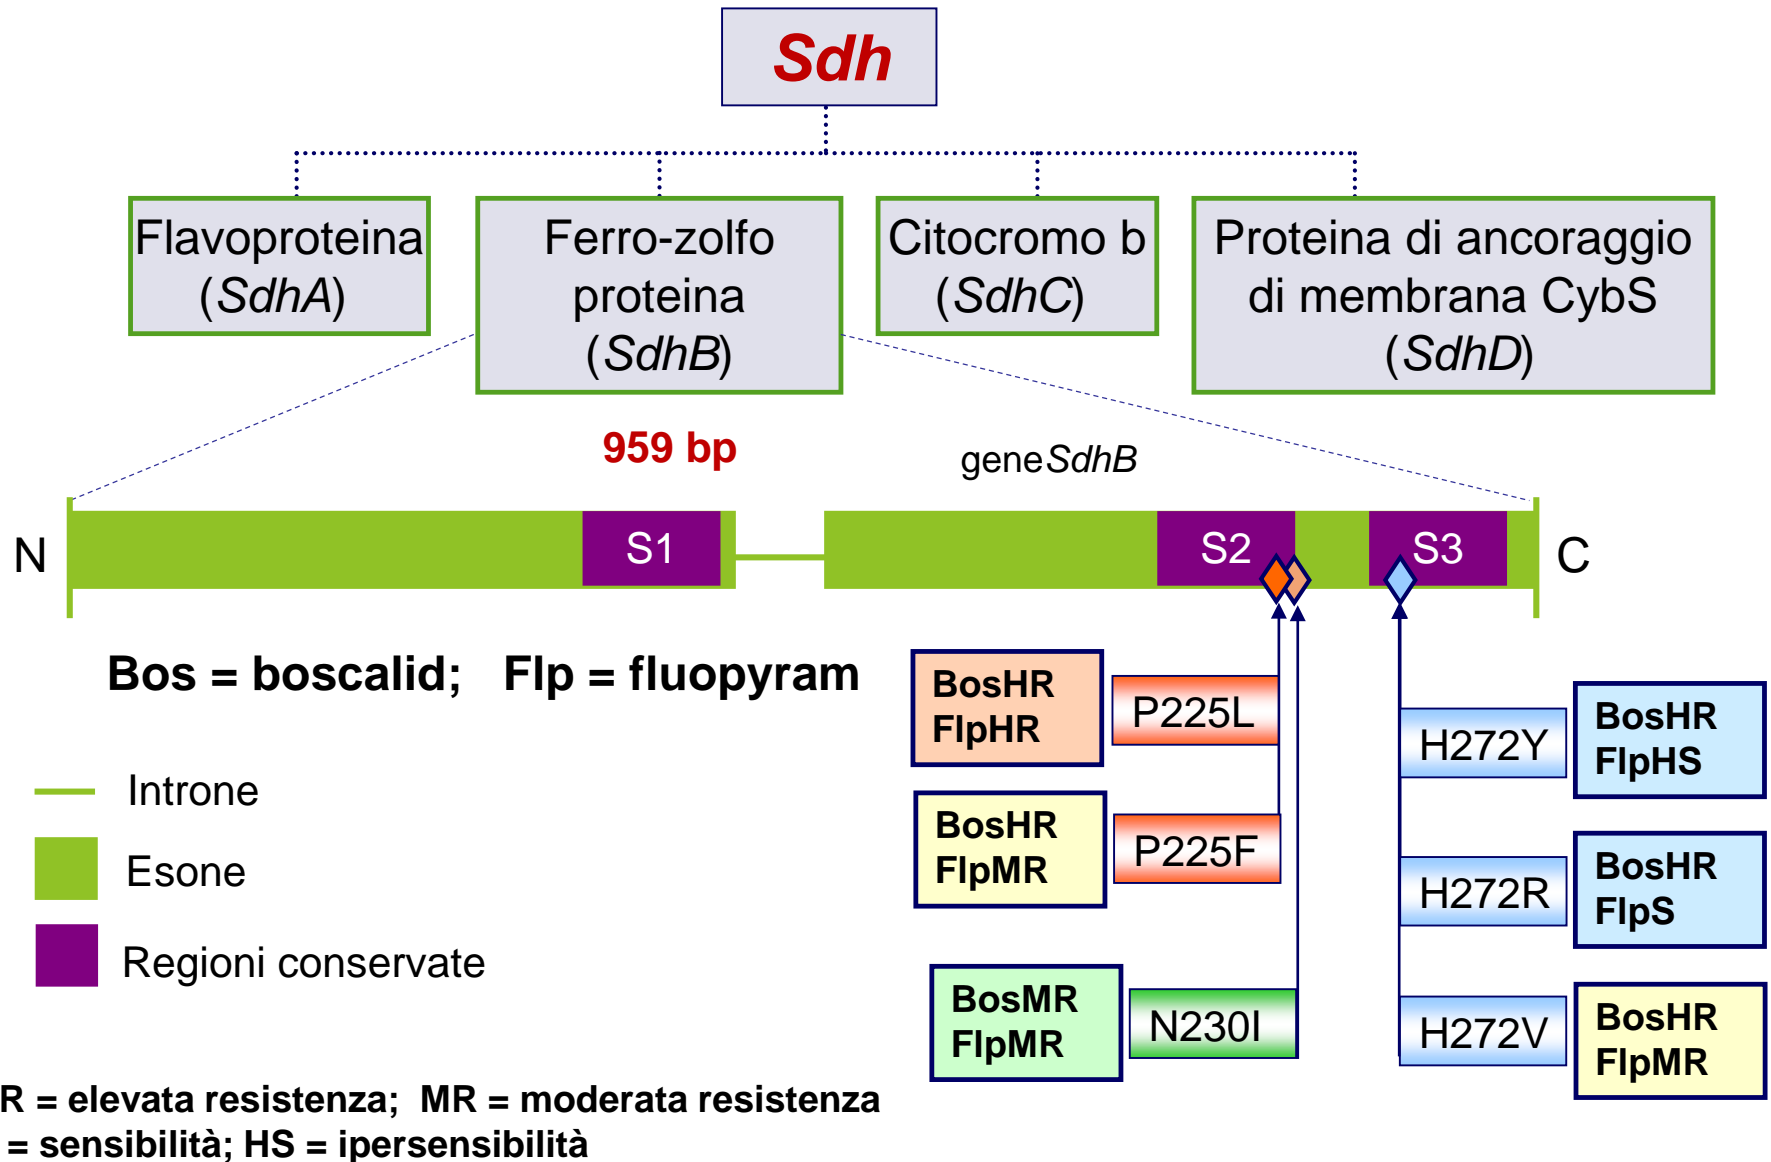 Sdh
Flavoproteina
(SdhA)
Ferro-zolfo
proteina
(SdhB)
Citocromo b
(SdhC)
Proteina di ancoraggio
di membrana CybS
(SdhD)
959 bp
gene SdhB
N
S1
S2
S3
C
Bos = boscalid; Flp = fluopyram
BosHR
FlpHR
P225L
BosHR
FlpMR
P225F
BosMR
FlpMR
N230I
H272Y
BosHR
FlpHS
H272R
BosHR
FlpS
H272V
BosHR
FlpMR
Introne
Esone
Regioni conservate
R = elevata resistenza; MR = moderata resistenza
= sensibilità; HS = ipersensibilità